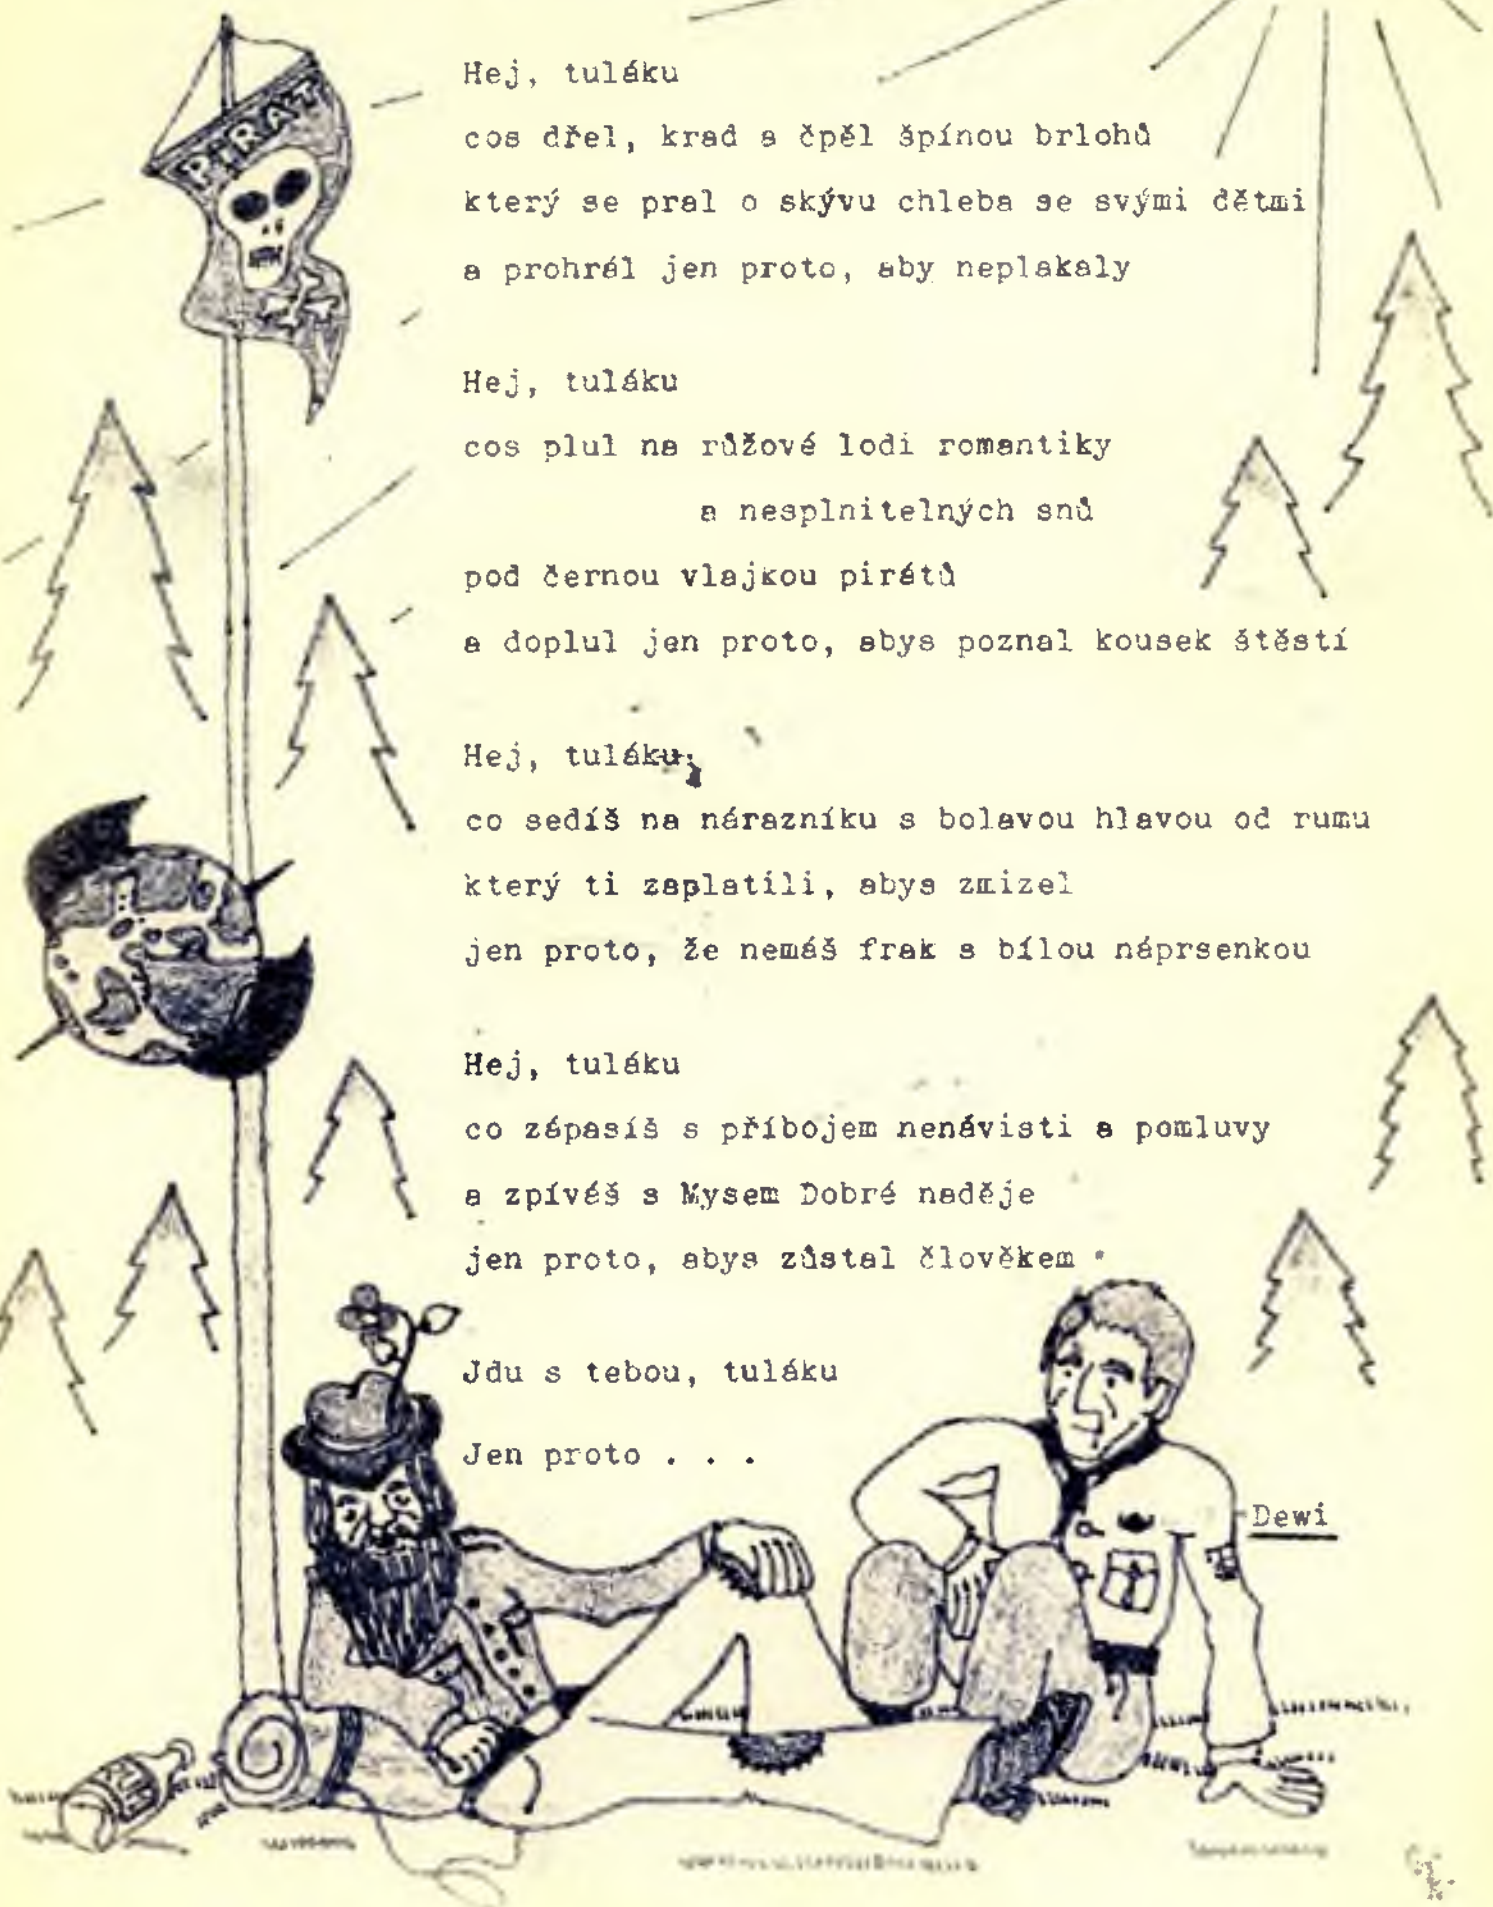 PIRÁT
Hej, tuláku
cos dřel, krad a čpěl špínou brlohů
který se pral o skývu chleba se svými dětmi
a prohrál jen proto, aby neplakaly
Hej, tuláku
cos plul na růžové lodi romantiky
a nesplnitelných snů
pod černou vlajkou pirátů
a doplul jen proto, abys poznal kousek štěstí
Hej, tuláku,
co sedíš na nárazníku s bolavou hlavou od rumu
který ti zaplatili, abys zmizel
jen proto, že nemáš frak s bílou náprsenkou
Hej, tuláku
co zápasíš s příbojem nenávisti a pomluvy
a zpíváš s Mysem Dobré naděje
jen proto, abys zůstal člověkem
Jdu s tebou, tuláku
Jen proto . . .
Dewi
RUM